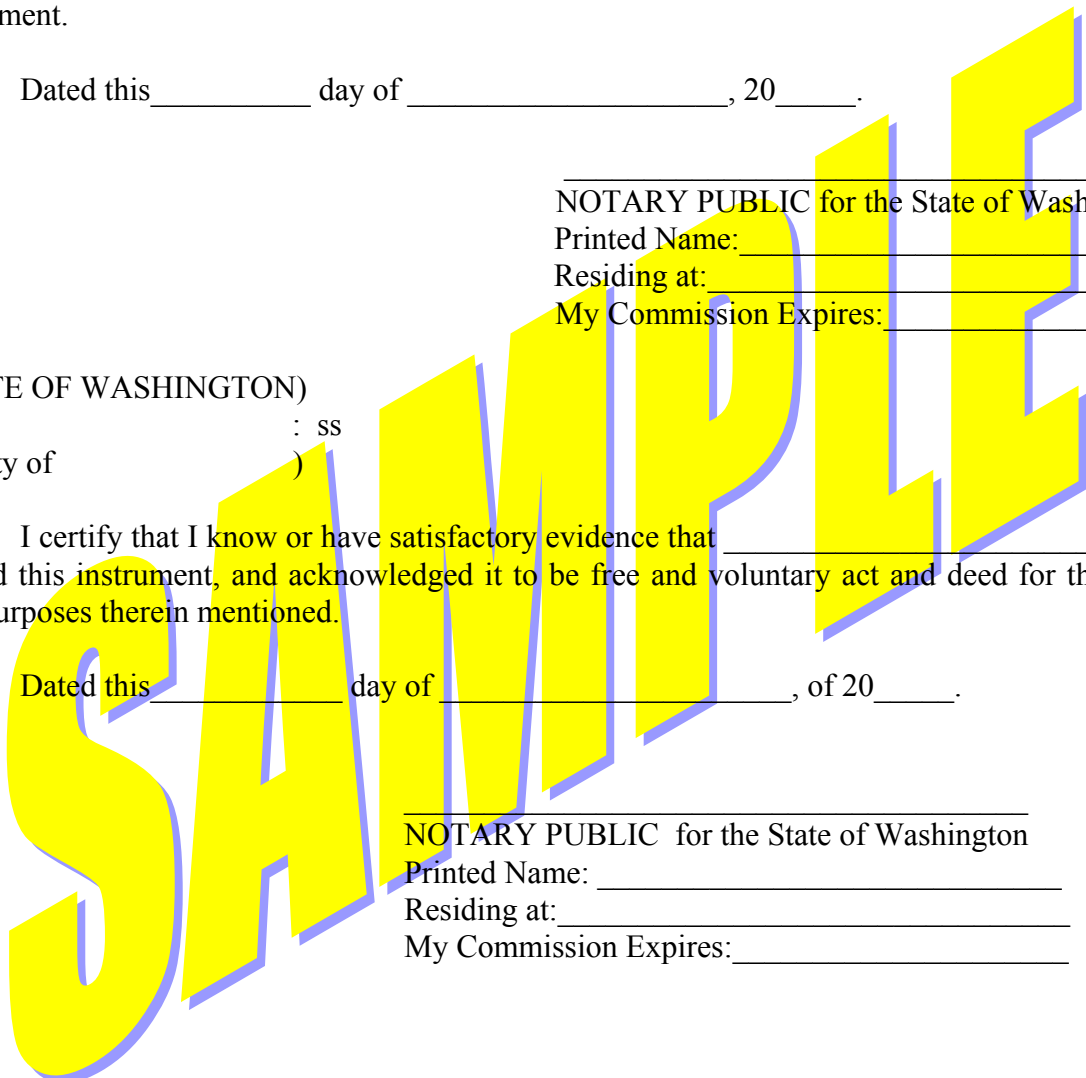 ment.
Dated this__________ day of ____________________, 20_____.
_________________________________
NOTARY PUBLIC for the State of Wash
Printed Name:______________________
Residing at:________________________
My Commission Expires:_____________
TE OF WASHINGTON)
: ss
ty of )
I certify that I know or have satisfactory evidence that _______________________
d this instrument, and acknowledged it to be free and voluntary act and deed for th
urposes therein mentioned.
Dated this____________ day of ______________________, of 20_____.
_______________________________________
NOTARY PUBLIC for the State of Washington
Printed Name: _____________________________
Residing at:________________________________
My Commission Expires:_____________________
SAMPLE